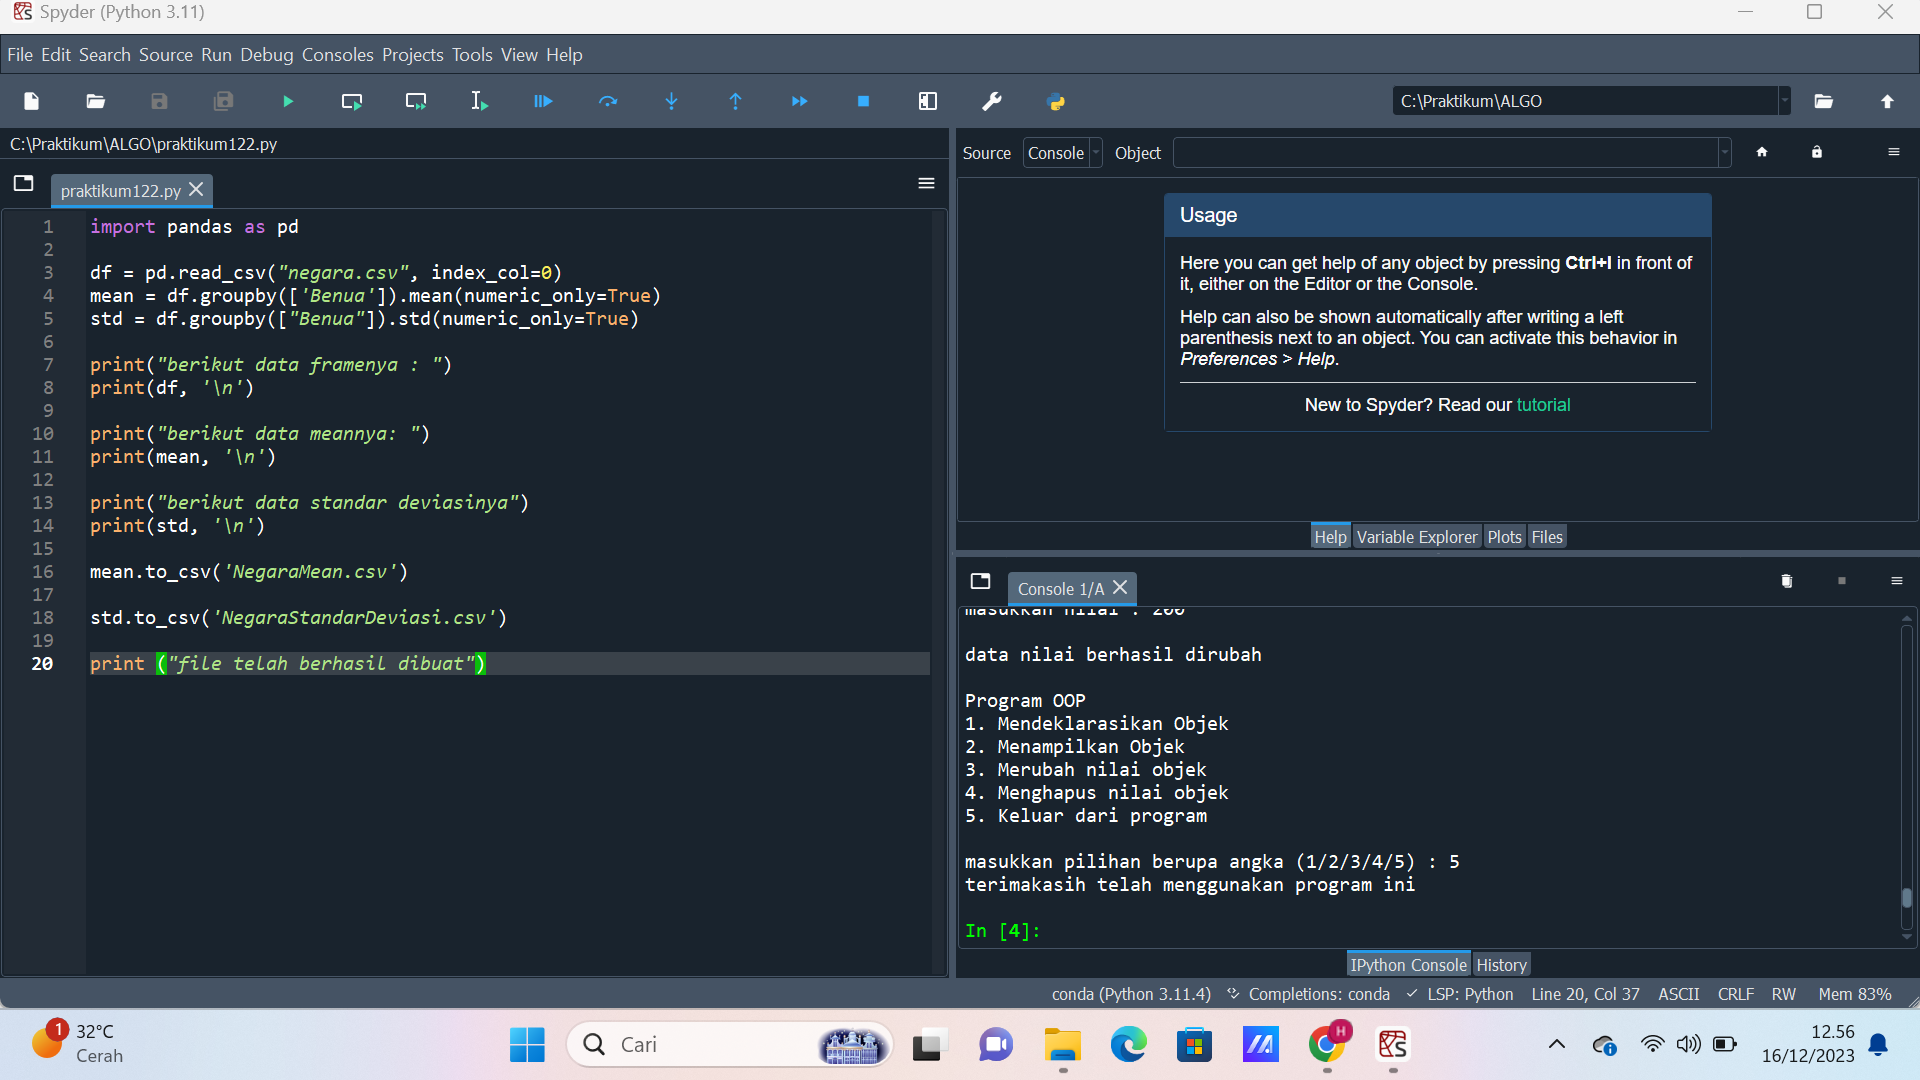 Spyder (Python 3.11)
File Edit Search Source Run Debug Consoles Projects Tools View Help
C:\Praktikum\ALGO
C:\Praktikum\ALGO\praktikum122.py
praktikum122.py
1 import pandas as pd
2
3 df = pd.read_csv("negara.csv", index_col=0)
4 mean = df.groupby(['Benua']).mean(numeric_only=True)
5 std = df.groupby(["Benua"]).std(numeric_only=True)
6
7 print("berikut data framenya : ")
8 print(df, '\n')
9
10 print("berikut data meannya: ")
11 print(mean, '\n')
12
13 print("berikut data standar deviasinya")
14 print(std, '\n')
15
16 mean.to_csv('NegaraMean.csv')
17
18 std.to_csv('NegaraStandarDeviasi.csv')
19
20 print ("file telah berhasil dibuat")
Source Console Object
Usage
Here you can get help of any object by pressing Ctrl+I in front of
it, either on the Editor or the Console.
Help can also be shown automatically after writing a left
parenthesis next to an object. You can activate this behavior in
Preferences > Help.
New to Spyder? Read our tutorial
Help Variable Explorer Plots Files
Console 1/A
masukkan nilai : 200
data nilai berhasil dirubah
Program OOP
1. Mendeklarasikan Objek
2. Menampilkan Objek
3. Merubah nilai objek
4. Menghapus nilai objek
5. Keluar dari program
masukkan pilihan berupa angka (1/2/3/4/5) : 5
terimakasih telah menggunakan program ini
In [4]:
IPython Console History
conda (Python 3.11.4) Completions: conda LSP: Python Line 20, Col 37 ASCII CRLF RW Mem 83%
1
32°C
Cerah
Cari
H
12.56
16/12/2023